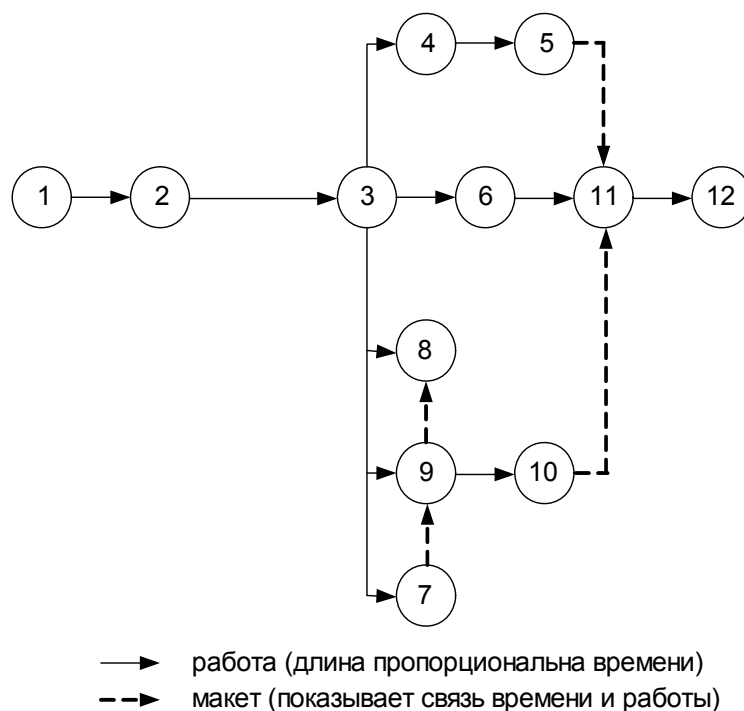 4 5
1 2 3 6 11 12
8
9 10
7
работа (длина пропорциональна времени)
макет (показывает связь времени и работы)